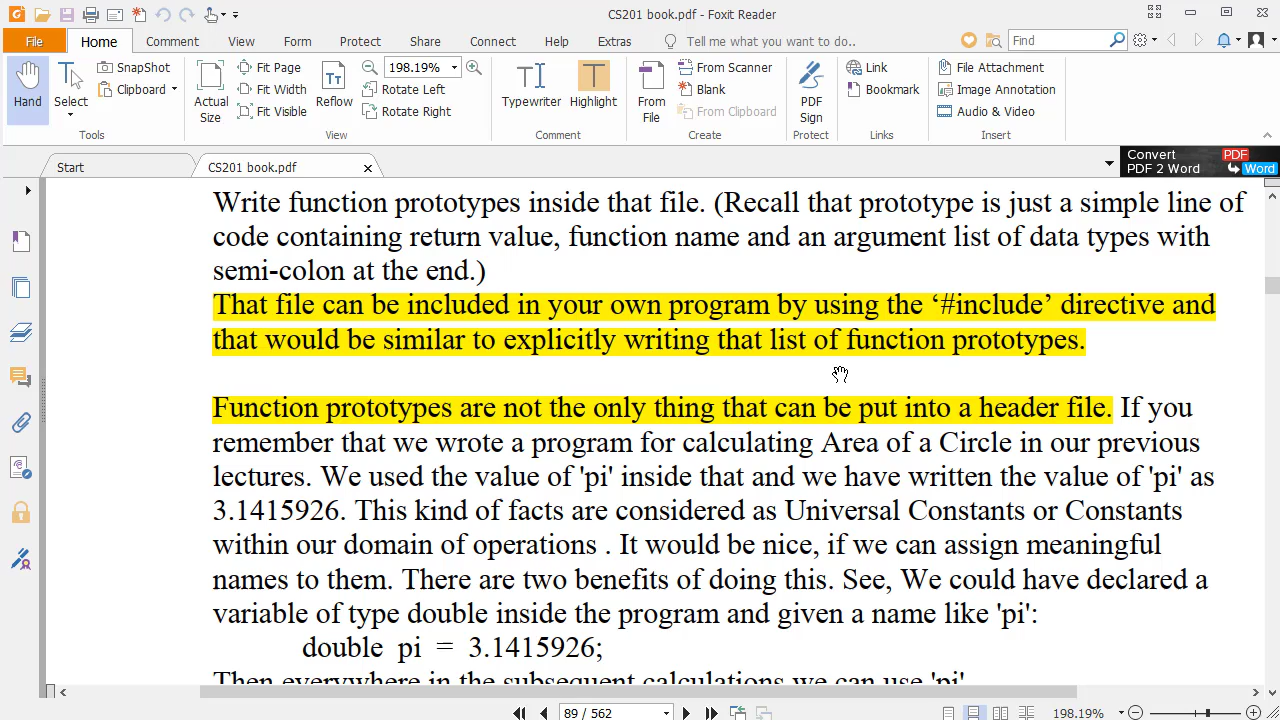 CS201 book.pdf - Foxit Reader
File Home Comment View Form Protect Share Connect Help Extras Tell me what you want to do.. Find
Hand
Select
SnapShot
Clipboard
Tools
Actual Size
Fit Page
Fit Width
Fit Visible
Reflow
198.19%
Rotate Left
Rotate Right
View
Typewriter
Highlight
Comment
From File
From Scanner
Blank
From Clipboard
Create
PDF Sign
Protect
Link
Bookmark
Links
File Attachment
Image Annotation
Audio & Video
Insert
Start
CS201 book.pdf
Convert PDF
PDF 2 Word Word
Write function prototypes inside that file. (Recall that prototype is just a simple line of
code containing return value, function name and an argument list of data types with
semi-colon at the end.)
That file can be included in your own program by using the ‘#include’ directive and
that would be similar to explicitly writing that list of function prototypes.
Function prototypes are not the only thing that can be put into a header file. If you
remember that we wrote a program for calculating Area of a Circle in our previous
lectures. We used the value of 'pi' inside that and we have written the value of 'pi' as
3.1415926. This kind of facts are considered as Universal Constants or Constants
within our domain of operations . It would be nice, if we can assign meaningful
names to them. There are two benefits of doing this. See, We could have declared a
variable of type double inside the program and given a name like 'pi':
double pi = 3.1415926;
Then everywhere in the subsequent calculations we can use 'pi'
89 / 562
198.19%